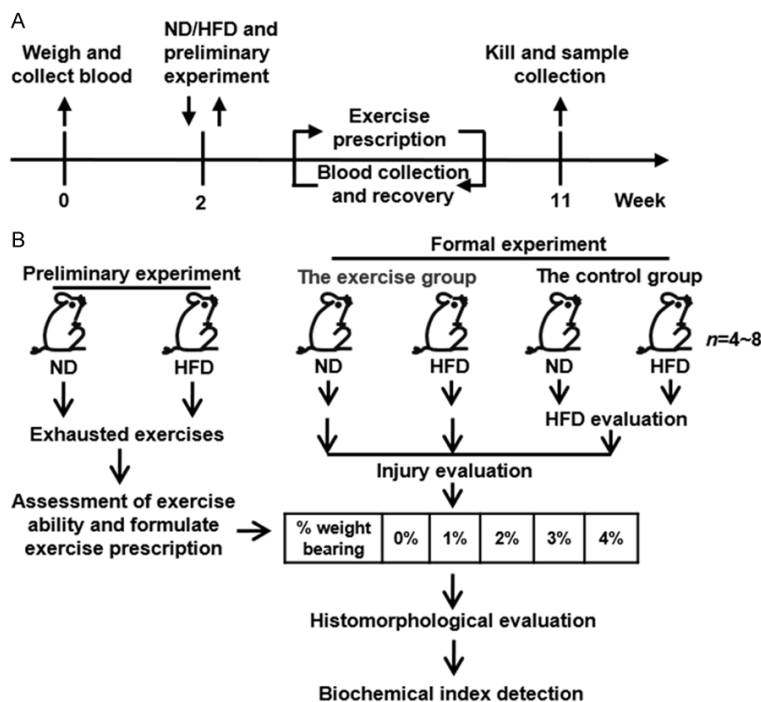 A
Weigh and
collect blood
ND/HFD and
preliminary
experiment
Kill and sample
collection
Exercise
prescription
Blood collection
and recovery
0
2
11
Week
B
Formal experiment
Preliminary experiment
The exercise group
The control group
n=4~8
ND
HFD
ND
HFD
ND
HFD
Exhausted exercises
HFD evaluation
Injury evaluation
Assessment of exercise
ability and formulate
exercise prescription
% weight
bearing
0%
1%
2%
3%
4%
Histomorphological evaluation
Biochemical index detection